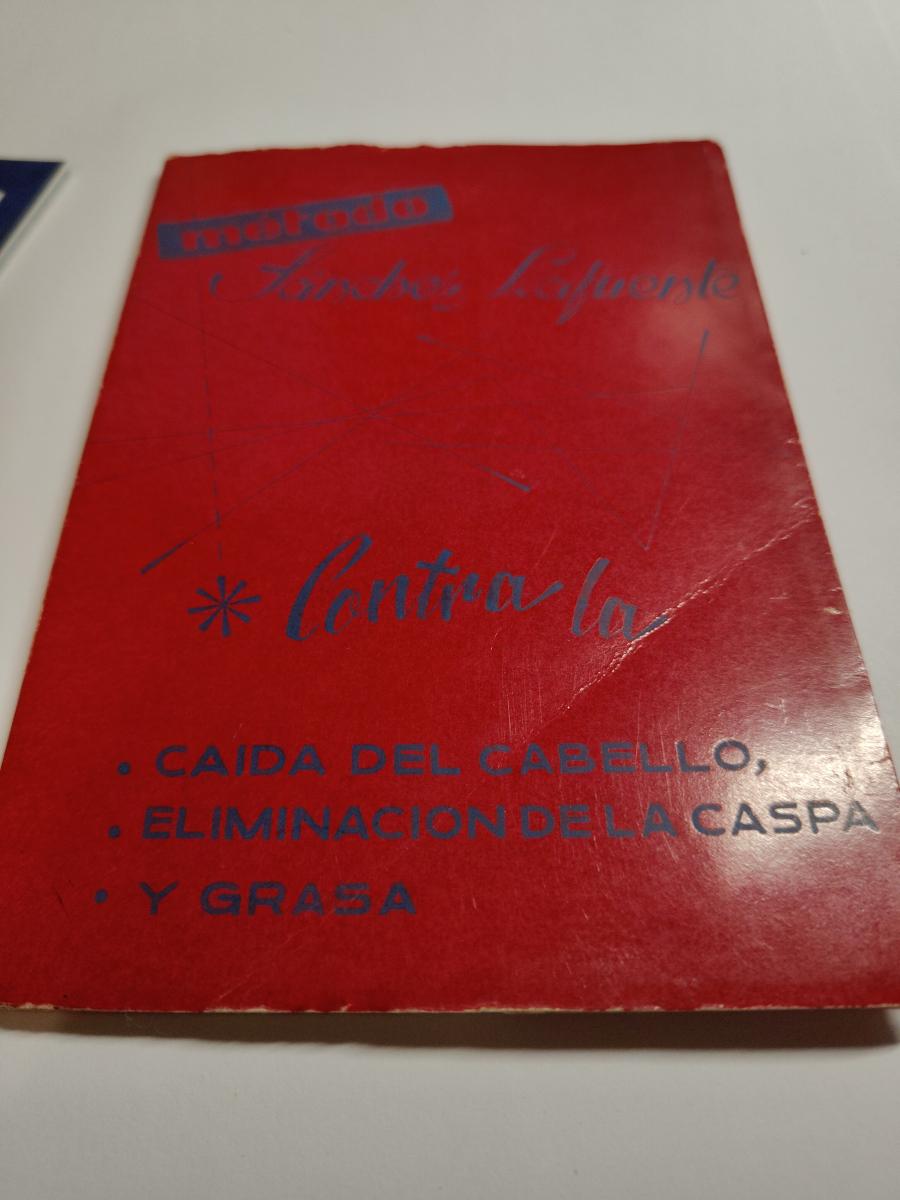 método
Sánchez Lafuente
* Contra la
• CAIDA DEL CABELLO,
• ELIMINACION DE LA CASPA
• Y GRASA